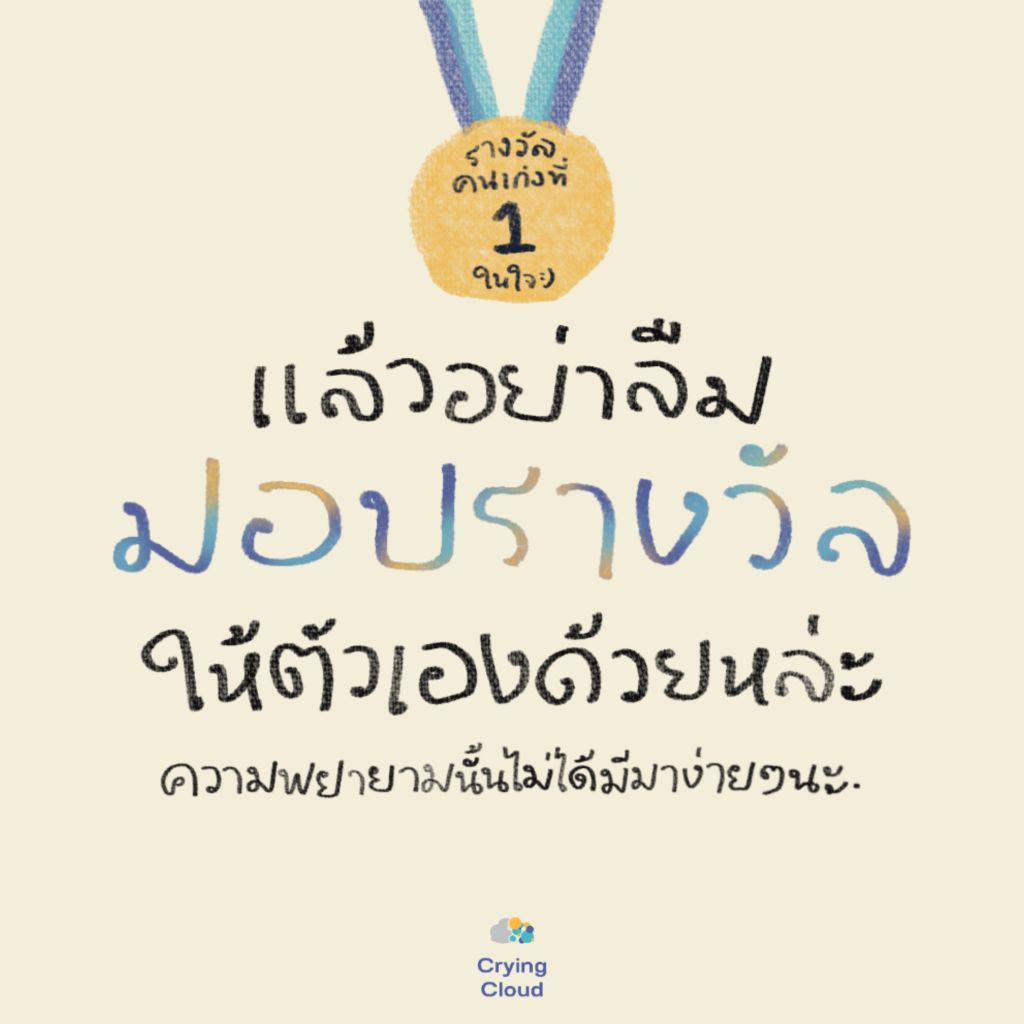 รางวัล
คนเก่งที่
1
ในใจ:)
แล้วอย่าลืม
มอบรางวัล
ให้ตัวเองด้วยหล่ะ
ความพยายามนั้นไม่ได้มีมาง่ายๆนะ.
Crying
Cloud